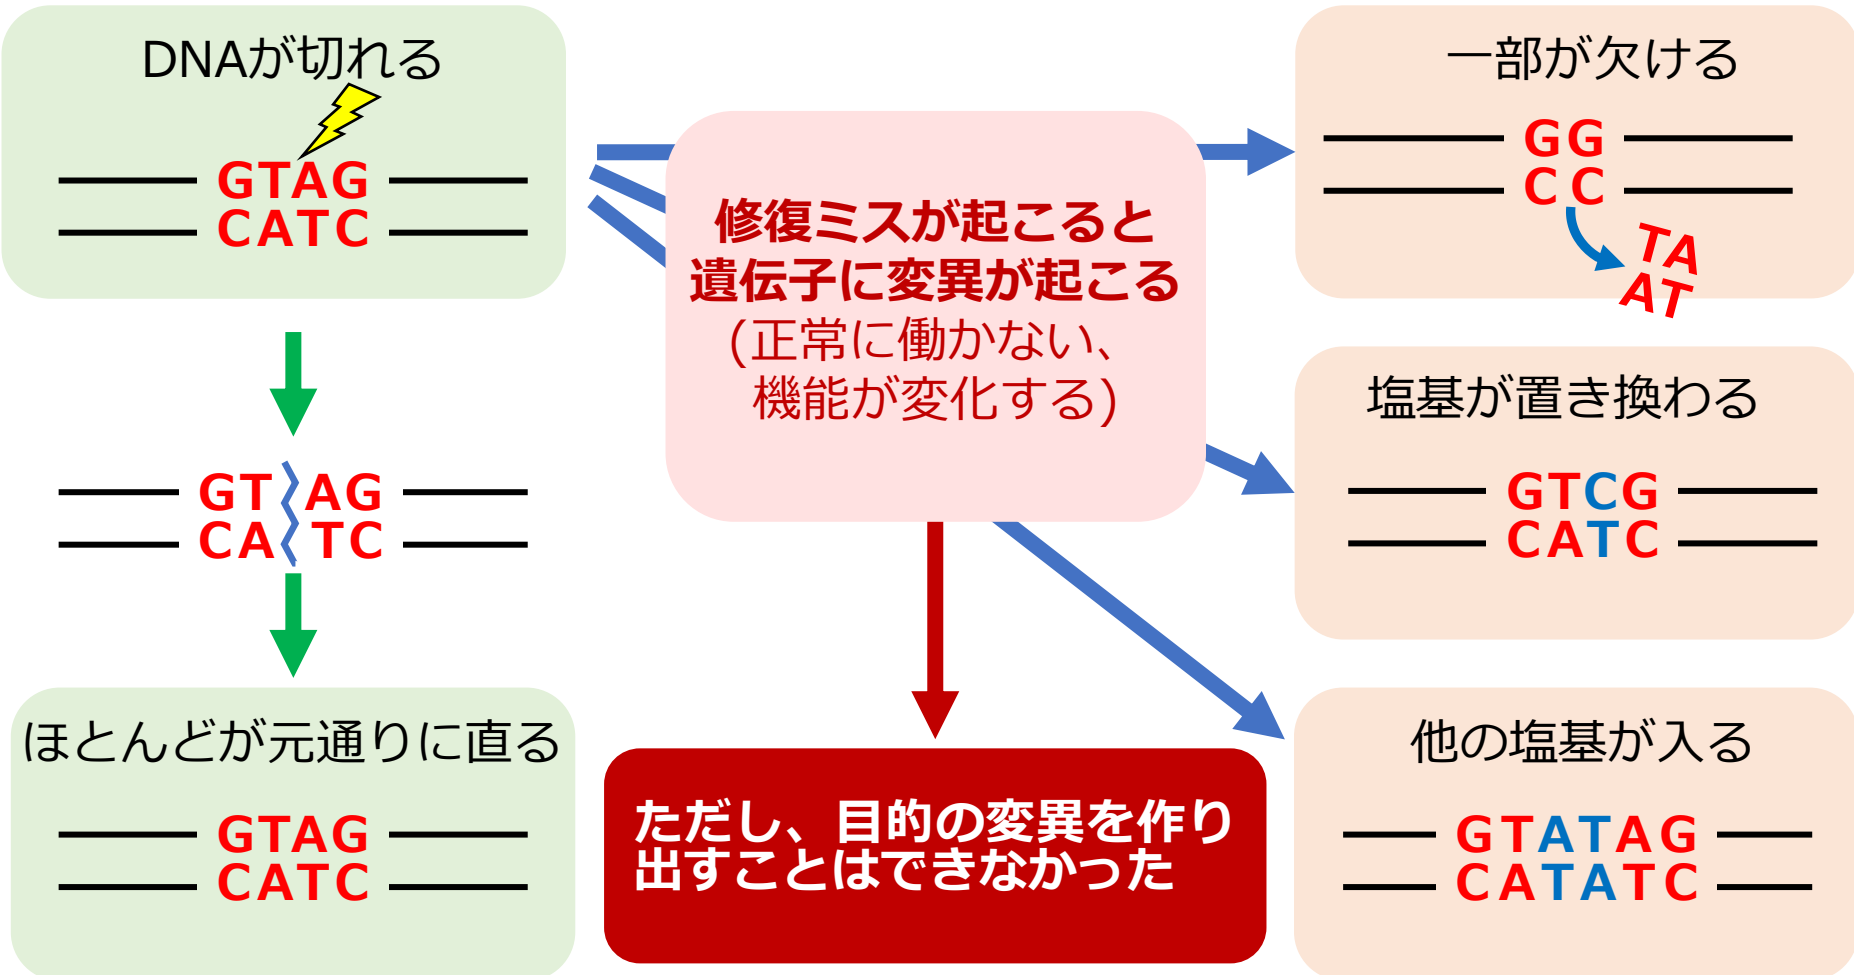 DNAが切れる
GTAG
CATC
GT AG
CA TC
ほとんどが元通りに直る
GTAG
CATC
修復ミスが起こると
遺伝子に変異が起こる
(正常に働かない、
機能が変化する)
ただし、目的の変異を作り
出すことはできなかった
一部が欠ける
GG
CC
TA
AT
塩基が置き換わる
GTCG
CATC
他の塩基が入る
GTATAG
CATATC